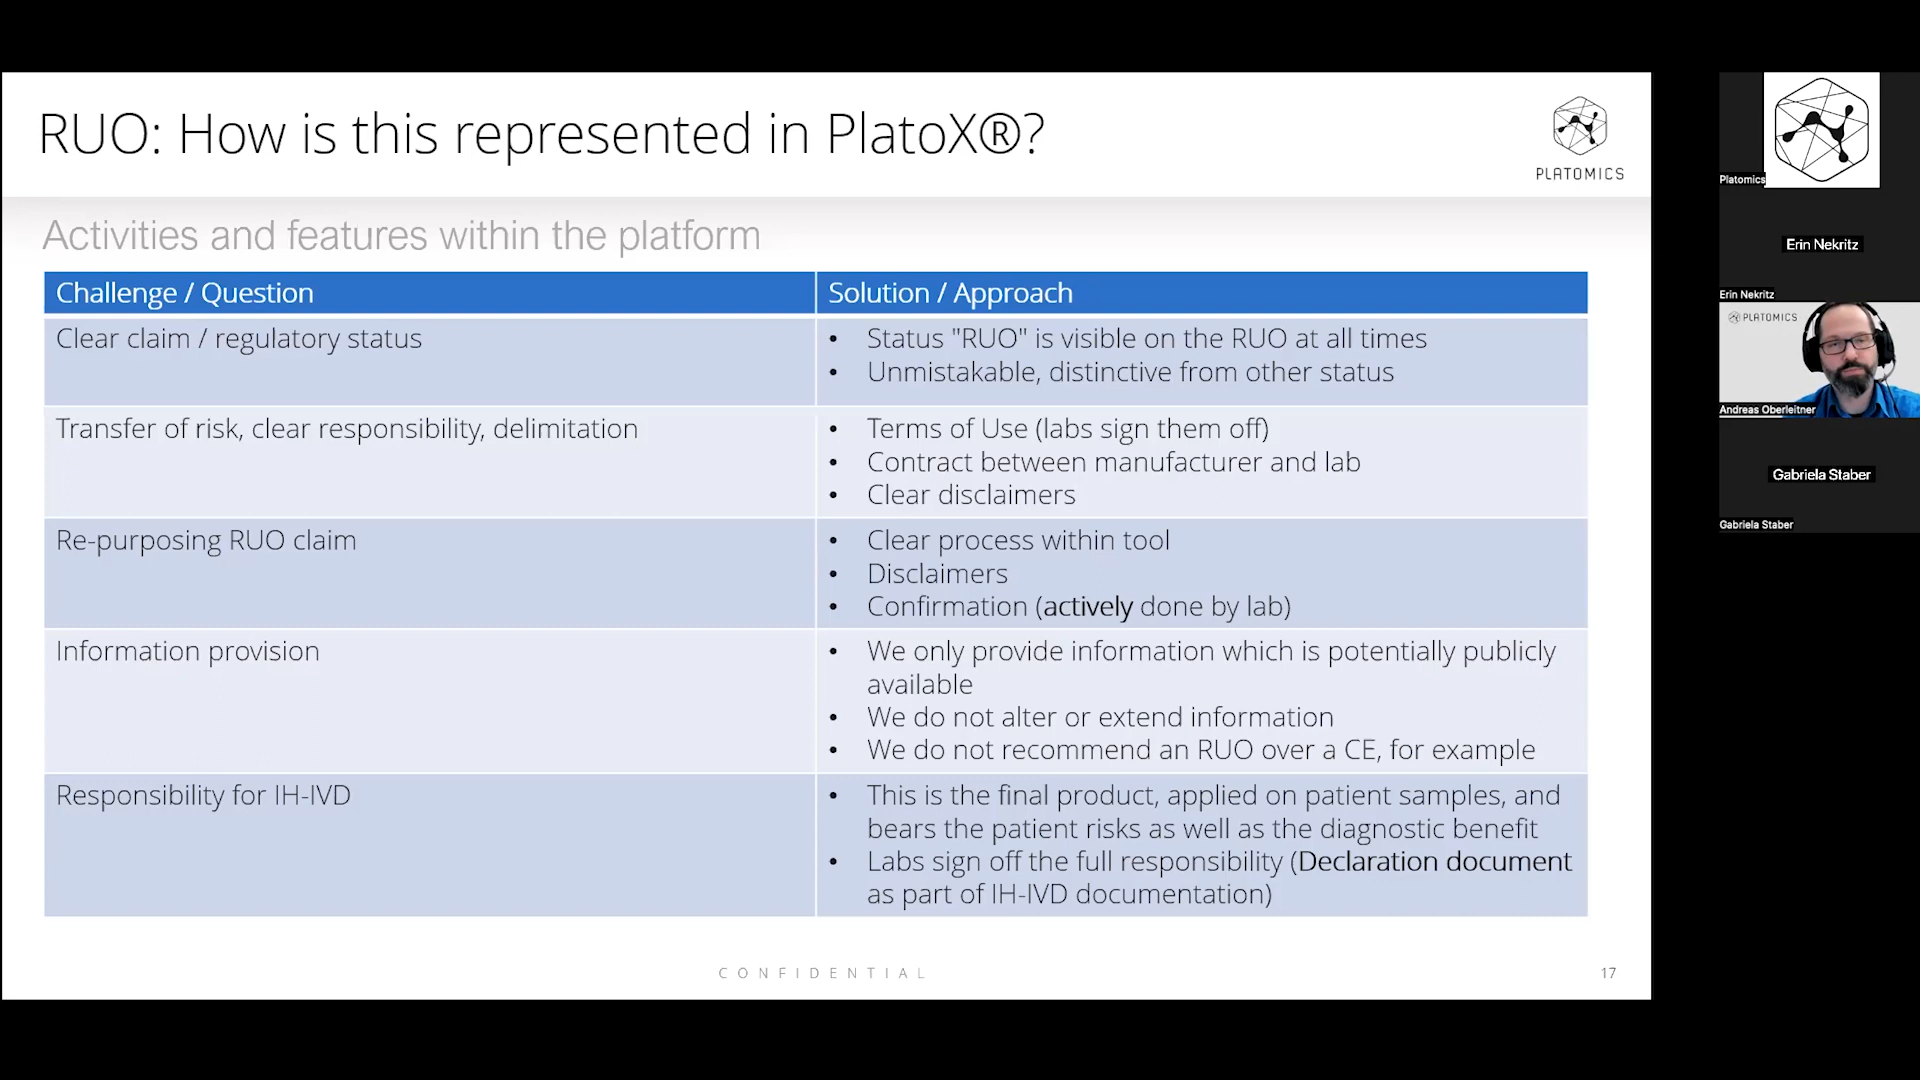 RUO: How is this represented in PlatoX®?
PLATOMICS
Activities and features within the platform
Challenge / Question
Solution / Approach
Clear claim / regulatory status
• Status "RUO" is visible on the RUO at all times
• Unmistakable, distinctive from other status
Transfer of risk, clear responsibility, delimitation
• Terms of Use (labs sign them off)
• Contract between manufacturer and lab
• Clear disclaimers
Re-purposing RUO claim
• Clear process within tool
• Disclaimers
• Confirmation (actively done by lab)
Information provision
• We only provide information which is potentially publicly
available
• We do not alter or extend information
• We do not recommend an RUO over a CE, for example
Responsibility for IH-IVD
• This is the final product, applied on patient samples, and
bears the patient risks as well as the diagnostic benefit
• Labs sign off the full responsibility (Declaration document
as part of IH-IVD documentation)
CONFIDENTIAL
17
Platomics
Erin Nekritz
Erin Nekritz
PLATOMICS
Andreas Oberleitner
Gabriela Staber
Gabriela Staber